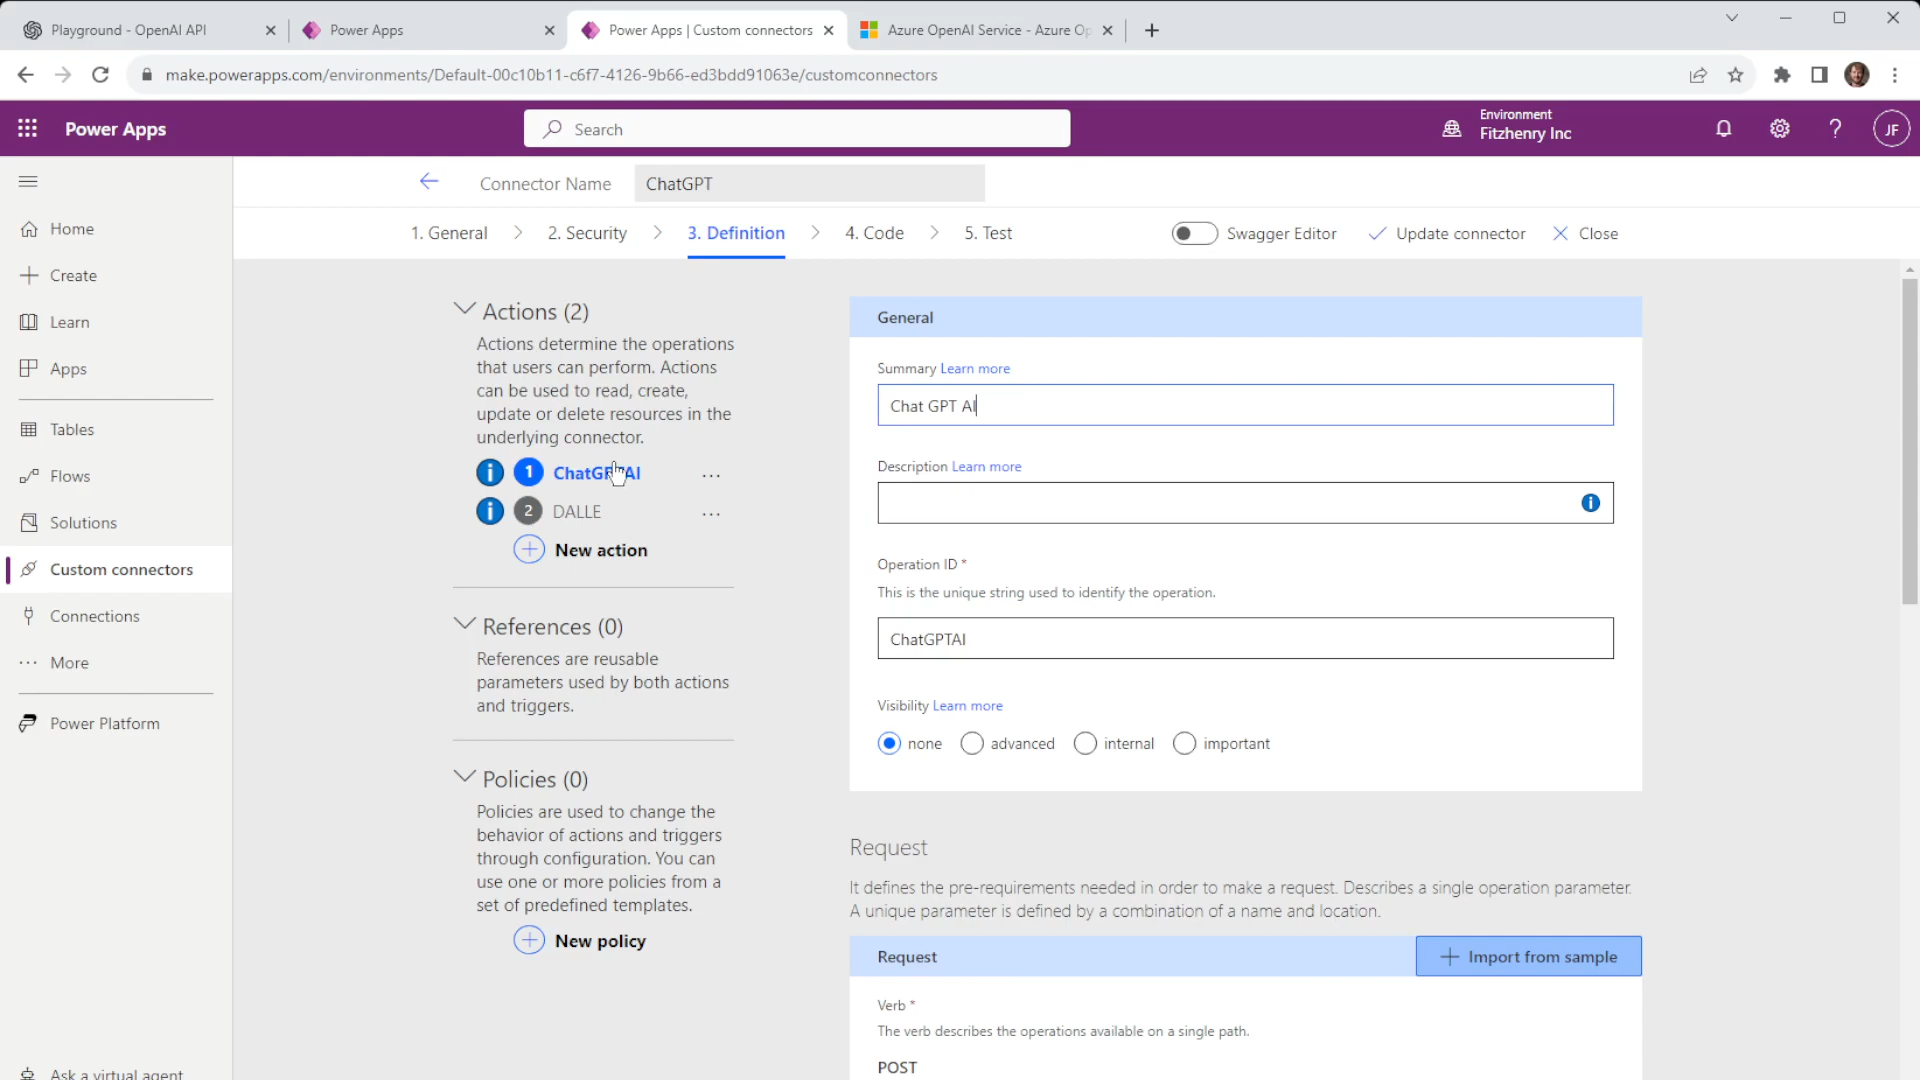 Playground - OpenAI API
Power Apps
Power Apps | Custom connectors
Azure OpenAI Service - Azure Op
make.powerapps.com/environments/Default-00c10b11-c6f7-4126-9b66-ed3bdd91063e/customconnectors
Power Apps
Search
Environment
Fitzhenry Inc
?
JF
Connector Name
ChatGPT
1. General
2. Security
3. Definition
4. Code
5. Test
Swagger Editor
Update connector
Close
Home
Create
Learn
Apps
Tables
Flows
Solutions
Custom connectors
Connections
More
Power Platform
Ask a virtual agent
Actions (2)
Actions determine the operations
that users can perform. Actions
can be used to read, create,
update or delete resources in the
underlying connector.
i 1 ChatGPTAI ...
i 2 DALLE ...
New action
References (0)
References are reusable
parameters used by both actions
and triggers.
Policies (0)
Policies are used to change the
behavior of actions and triggers
through configuration. You can
use one or more policies from a
set of predefined templates.
New policy
General
Summary Learn more
Chat GPT AI
Description Learn more
i
Operation ID *
This is the unique string used to identify the operation.
ChatGPTAI
Visibility Learn more
none advanced internal important
Request
It defines the pre-requirements needed in order to make a request. Describes a single operation parameter.
A unique parameter is defined by a combination of a name and location.
Request
Import from sample
Verb *
The verb describes the operations available on a single path.
POST